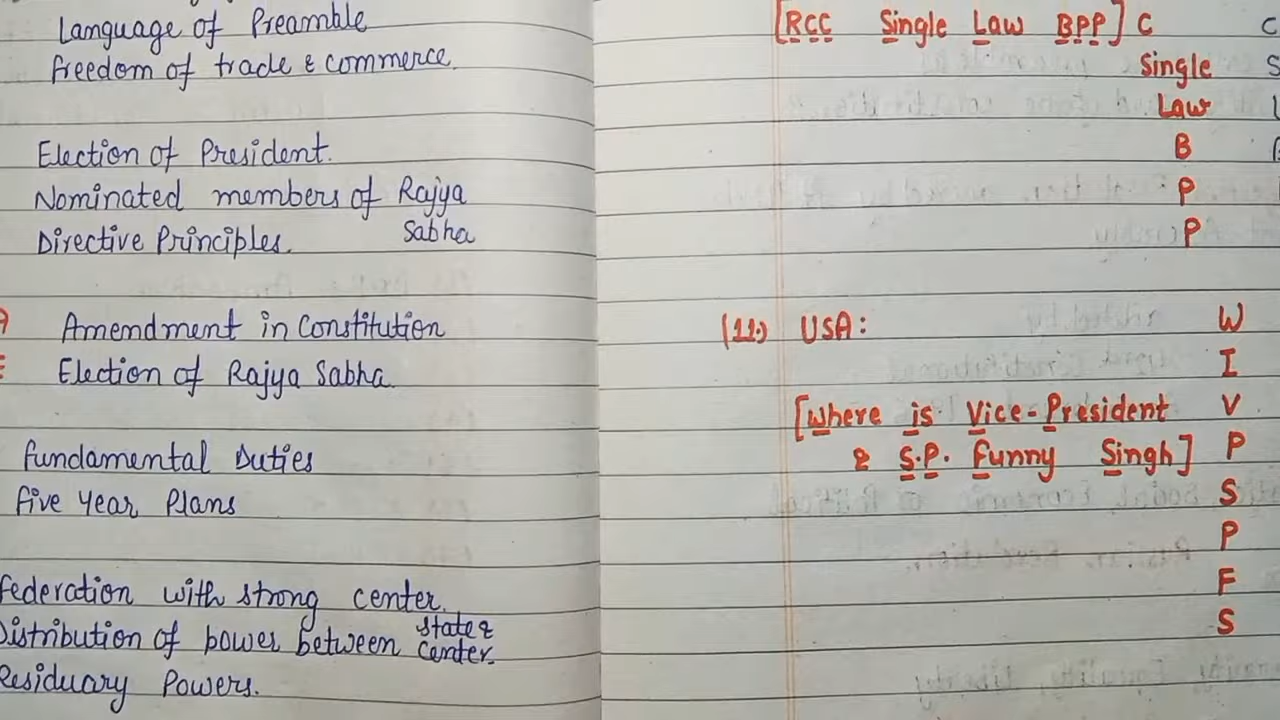 Language of Preamble
freedom of trade & commerce.
Election of President.
Nominated members of Rajya
Sabha
Directive Principles.
Amendment in Constitution
Election of Rajya Sabha.
Fundamental Duties
five year Plans
federation with strong center.
Distribution of power between state &
center.
Residuary Powers.
[RCC Single Law BPP] C
Single
Law
B
P
P
(11.) USA: W
I
[Where is Vice-President V
& S.P. Funny Singh] P
S
P
F
S